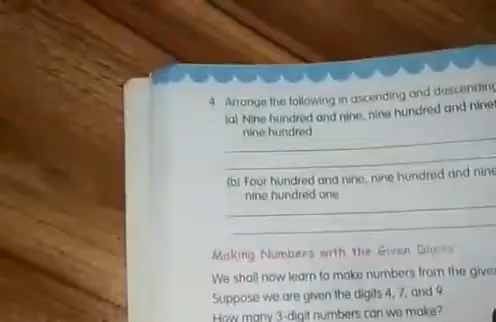 4 Arrange the following in ascending and descending
(a) Nine hundred and nine, nine hundred and
nine hundred
(b) Four hundred and nine, nine hundred and nine
nine hundred one
Making Numbers with the Given Digits
We shall now learn to make numbers from the
Suppose we are given the digits 4, 7, and 9
How many 3-digit numbers can we make?